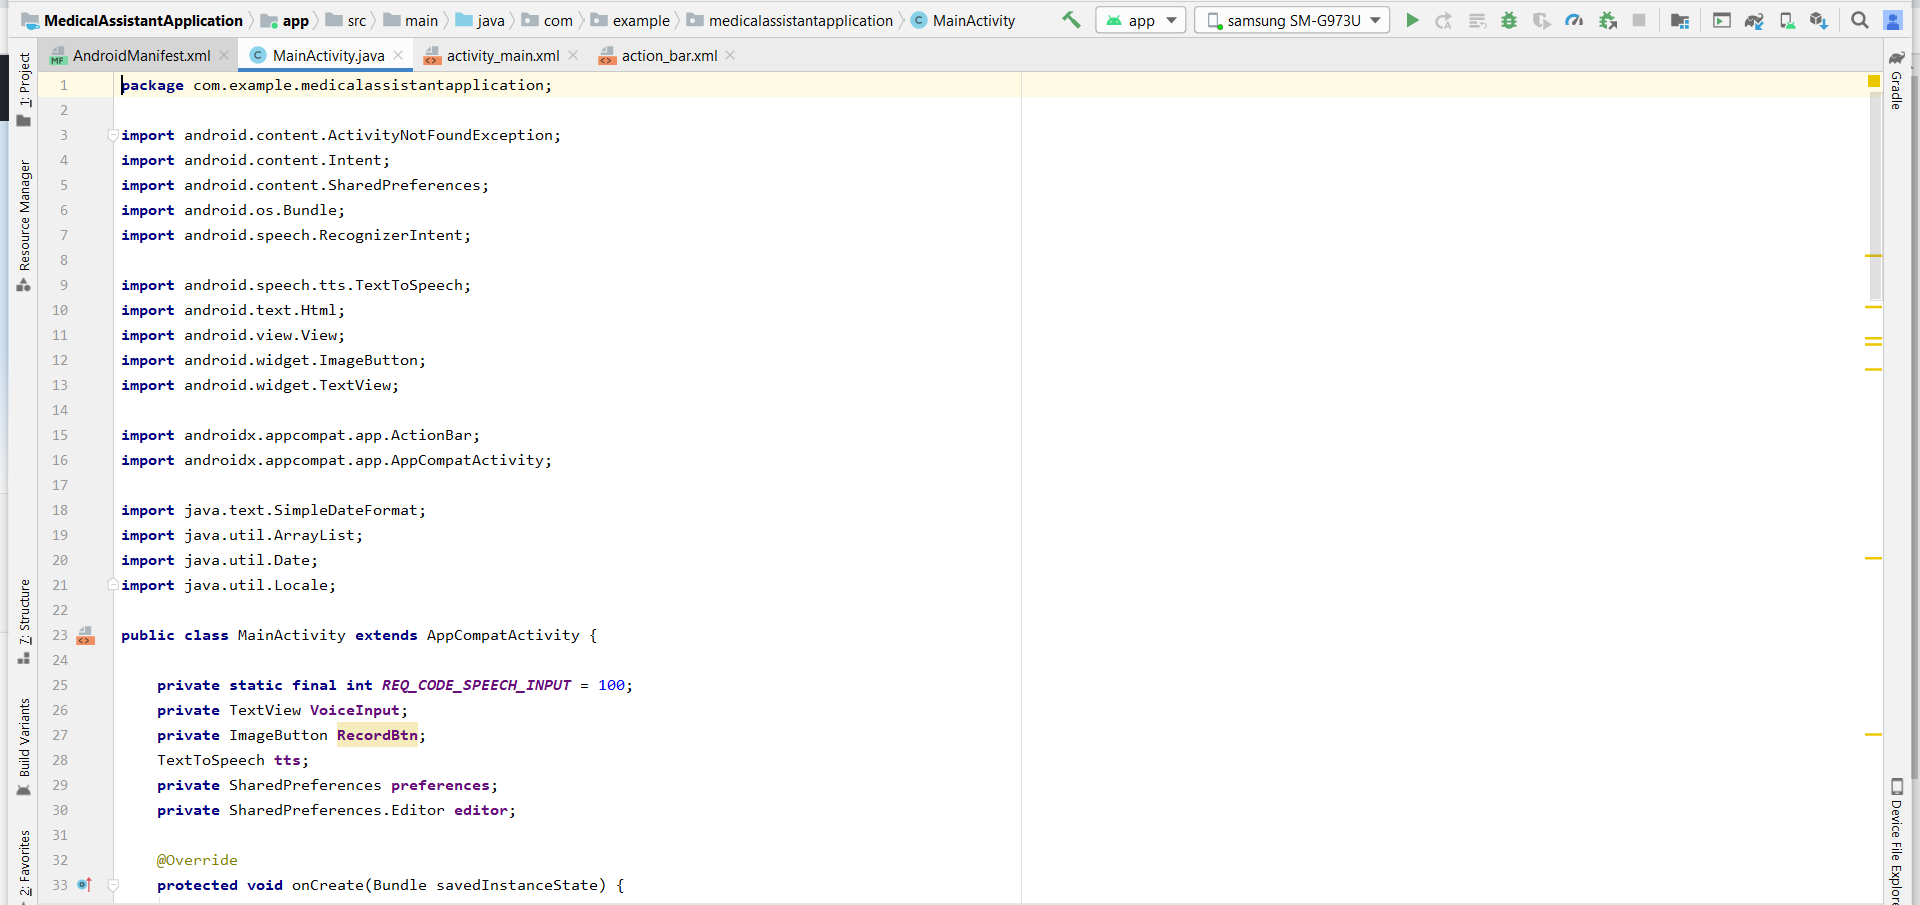 MedicalAssistantApplication app src main java com example medicalassistantapplication MainActivity app samsung SM-G973U
AndroidManifest.xml MainActivity.java activity_main.xml action_bar.xml
1: Project
Resource Manager
7: Structure
Build Variants
2: Favorites
1 package com.example.medicalassistantapplication;
2
3 import android.content.ActivityNotFoundException;
4 import android.content.Intent;
5 import android.content.SharedPreferences;
6 import android.os.Bundle;
7 import android.speech.RecognizerIntent;
8
9 import android.speech.tts.TextToSpeech;
10 import android.text.Html;
11 import android.view.View;
12 import android.widget.ImageButton;
13 import android.widget.TextView;
14
15 import androidx.appcompat.app.ActionBar;
16 import androidx.appcompat.app.AppCompatActivity;
17
18 import java.text.SimpleDateFormat;
19 import java.util.ArrayList;
20 import java.util.Date;
21 import java.util.Locale;
22
23 public class MainActivity extends AppCompatActivity {
24
25 private static final int REQ_CODE_SPEECH_INPUT = 100;
26 private TextView VoiceInput;
27 private ImageButton RecordBtn;
28 TextToSpeech tts;
29 private SharedPreferences preferences;
30 private SharedPreferences.Editor editor;
31
32 @Override
33 protected void onCreate(Bundle savedInstanceState) {
Gradle
Device File Explore